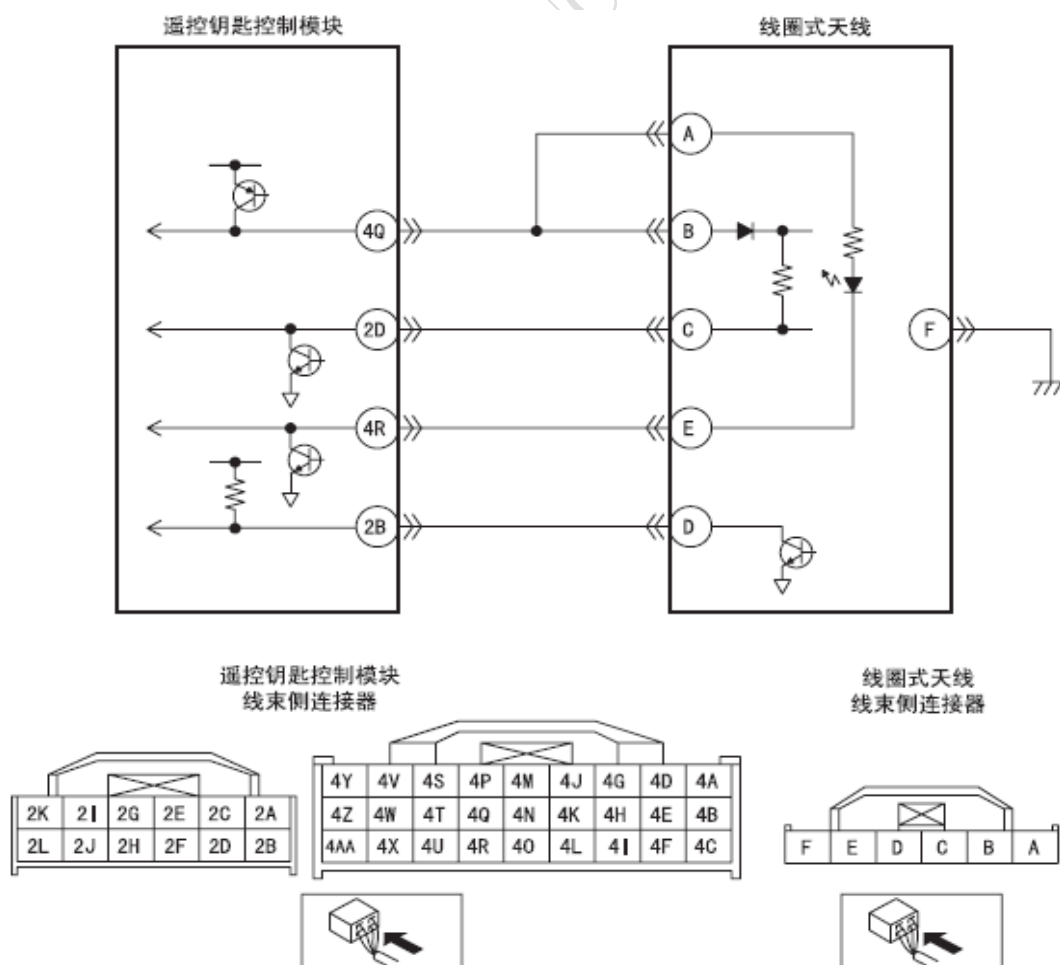 遥控钥匙控制模块
线圈式天线
A
4Q
B
2D
C
F
4R
E
2B
D
遥控钥匙控制模块
线束侧连接器
线圈式天线
线束侧连接器
2K 2I 2G 2E 2C 2A
2L 2J 2H 2F 2D 2B
4Y 4V 4S 4P 4M 4J 4G 4D 4A
4Z 4W 4T 4Q 4N 4K 4H 4E 4B
4AA 4X 4U 4R 4O 4L 4I 4F 4C
F E D C B A